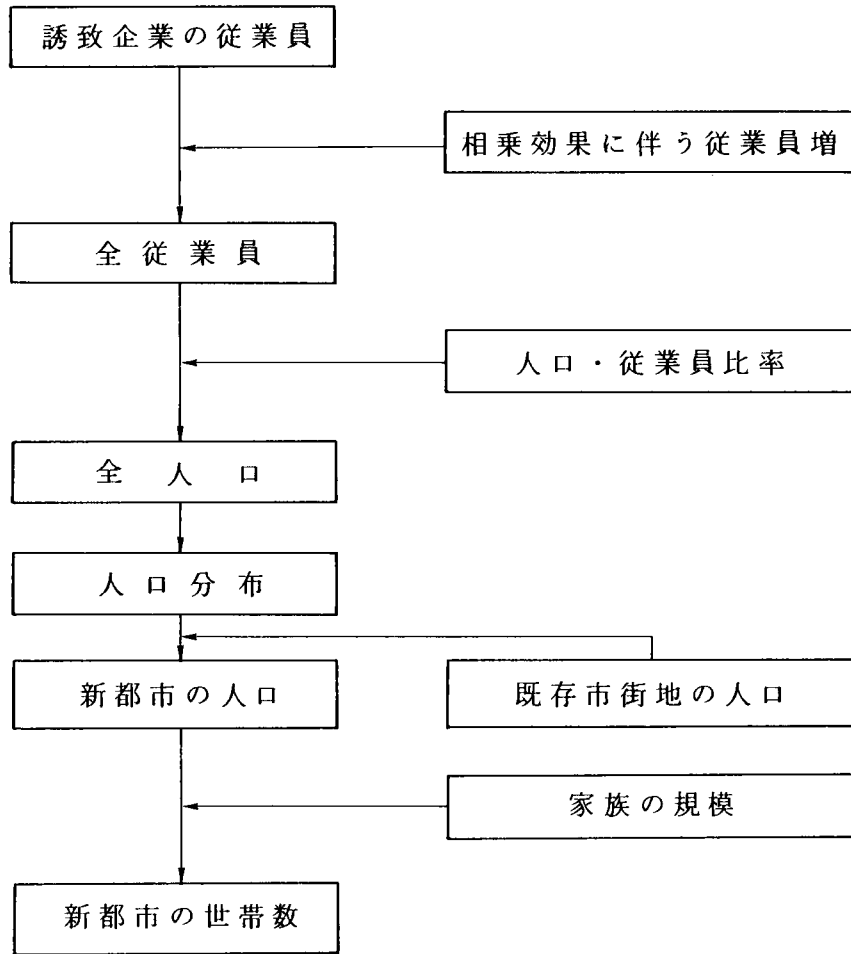 誘致企業の従業員
相乗効果に伴う従業員増
全従業員
人口・従業員比率
全人口
人口分布
新都市の人口
既存市街地の人口
家族の規模
新都市の世帯数